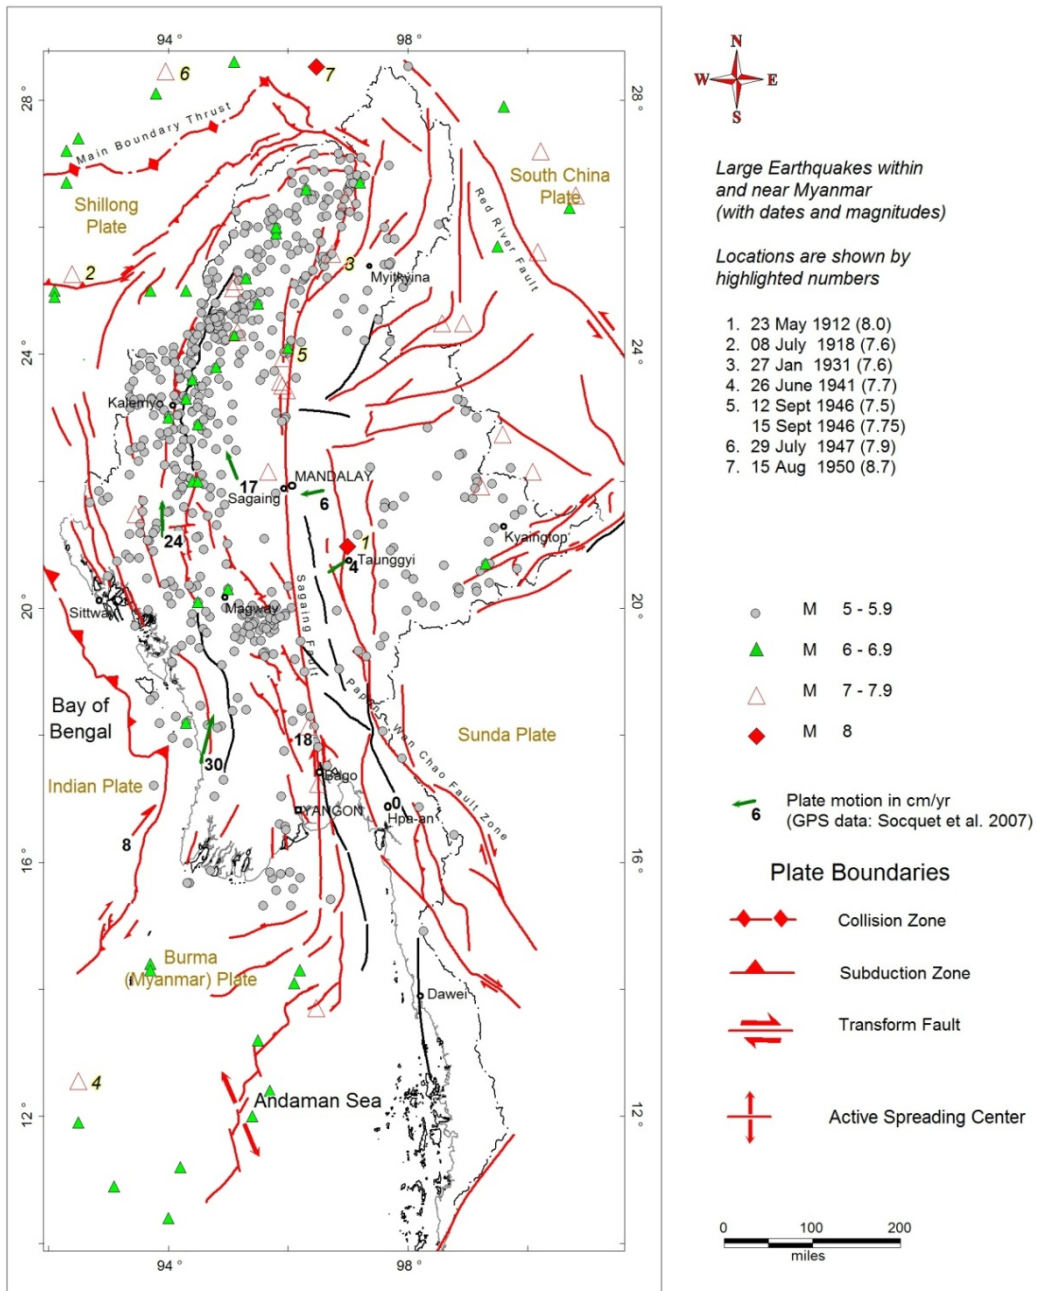 94 °
98 °
6
7
28 °
28 °
Main Boundary Thrust
South China
Plate
Shillong
Plate
Red River Fault
2
3
Myitkyina
24 °
24 °
5
Kalemyo
17
MANDALAY
Sagaing
6
24
1
Kyaingtop
Taunggyi
4
20 °
20 °
Sittway
Magway
Sagaing Fault
Papun - Wan Chao Fault Zone
Bay of
Bengal
18
Sunda Plate
30
Indian Plate
Bago
0
YANGON
Hpa-an
8
16 °
16 °
Burma
(Myanmar) Plate
Dawei
4
Andaman Sea
12 °
12 °
94 °
98 °
N
W E
S
Large Earthquakes within
and near Myanmar
(with dates and magnitudes)
Locations are shown by
highlighted numbers
1. 23 May 1912 (8.0)
2. 08 July 1918 (7.6)
3. 27 Jan 1931 (7.6)
4. 26 June 1941 (7.7)
5. 12 Sept 1946 (7.5)
15 Sept 1946 (7.75)
6. 29 July 1947 (7.9)
7. 15 Aug 1950 (8.7)
M 5 - 5.9
M 6 - 6.9
M 7 - 7.9
M 8
6 Plate motion in cm/yr
(GPS data: Socquet et al. 2007)
Plate Boundaries
Collision Zone
Subduction Zone
Transform Fault
Active Spreading Center
0 100 200
miles